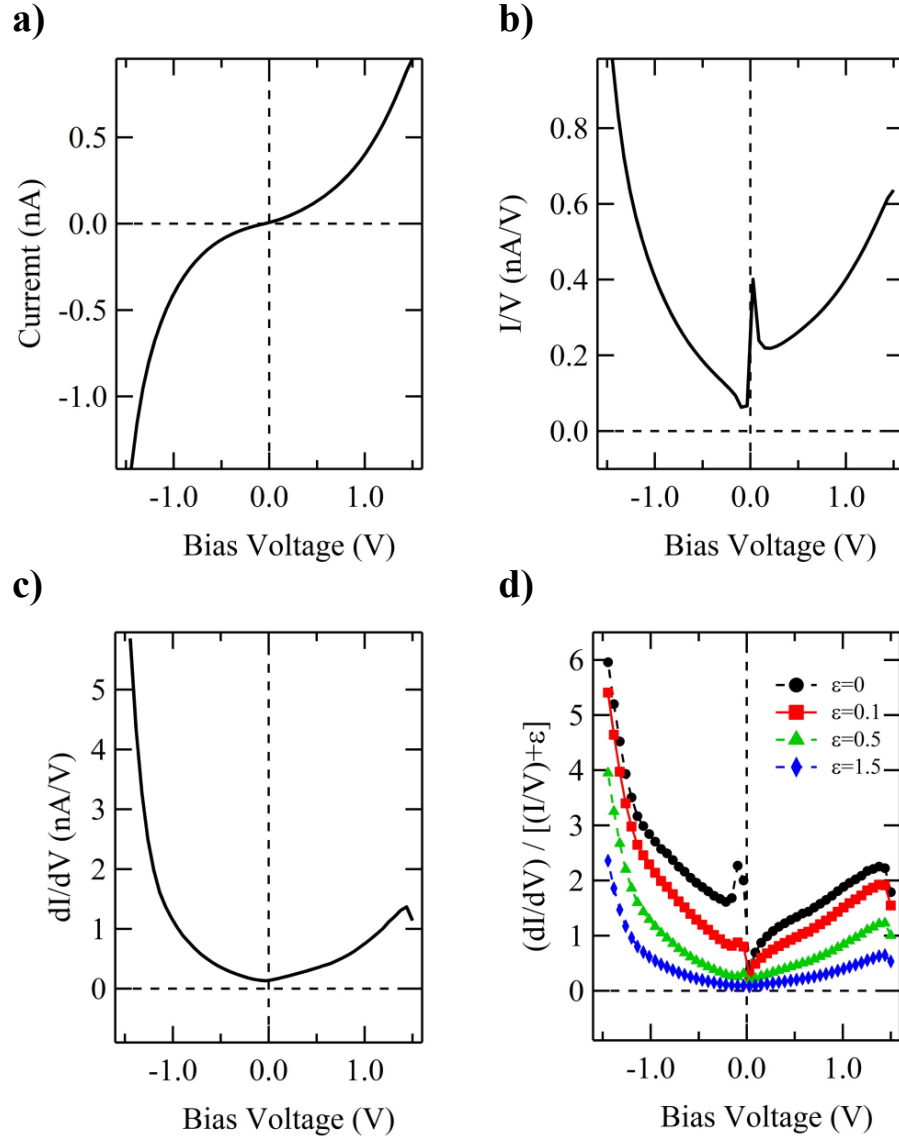 a)
Curremt (nA)
0.5
0.0
-0.5
-1.0
-1.0 0.0 1.0
Bias Voltage (V)
b)
I/V (nA/V)
0.8
0.6
0.4
0.2
0.0
-1.0 0.0 1.0
Bias Voltage (V)
c)
dI/dV (nA/V)
5
4
3
2
1
0
-1.0 0.0 1.0
Bias Voltage (V)
d)
(dI/dV) / [(I/V)+ε]
6
5
4
3
2
1
0
ε=0
ε=0.1
ε=0.5
ε=1.5
-1.0 0.0 1.0
Bias Voltage (V)